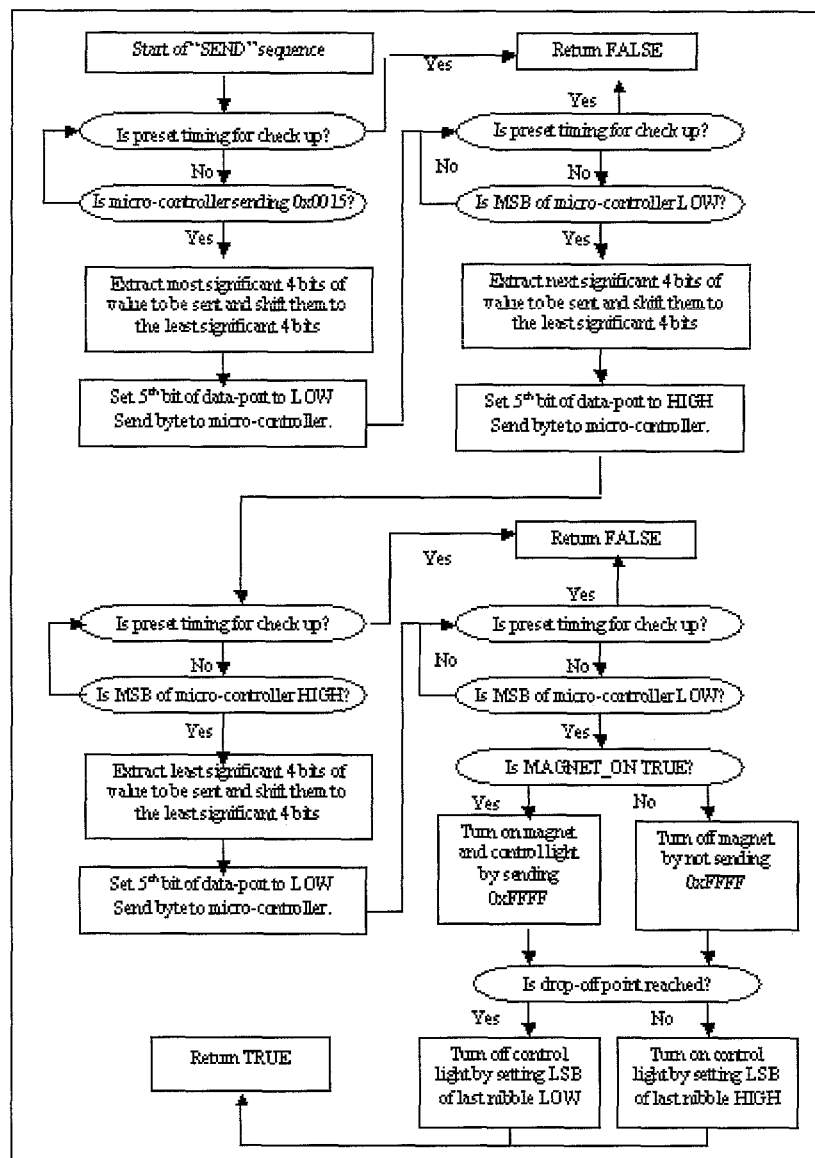 Start of "SEND" sequence
Yes
Return FALSE
Is preset timing for check up?
No
Is micro-controller sending 0x0015?
Yes
Extract most significant 4 bits of
value to be sent and shift them to
the least significant 4 bits
Set 5th bit of data-port to LOW
Send byte to micro-controller.
Yes
Is preset timing for check up?
No
No
Is MSB of micro-controller LOW?
Yes
Extract next significant 4 bits of
value to be sent and shift them to
the least significant 4 bits
Set 5th bit of data-port to HIGH
Send byte to micro-controller.
Yes
Return FALSE
Is preset timing for check up?
No
Is MSB of micro-controller HIGH?
Yes
Extract least significant 4 bits of
value to be sent and shift them to
the least significant 4 bits
Set 5th bit of data-port to LOW
Send byte to micro-controller.
Yes
Is preset timing for check up?
No
No
Is MSB of micro-controller LOW?
Yes
Is MAGNET_ON TRUE?
Yes
No
Turn on magnet
and control light
by sending
0xFFFF
Turn off magnet
by not sending
0xFFFF
Is drop-off point reached?
Yes
No
Turn off control
light by setting LSB
of last nibble LOW
Turn on control
light by setting LSB
of last nibble HIGH
Return TRUE